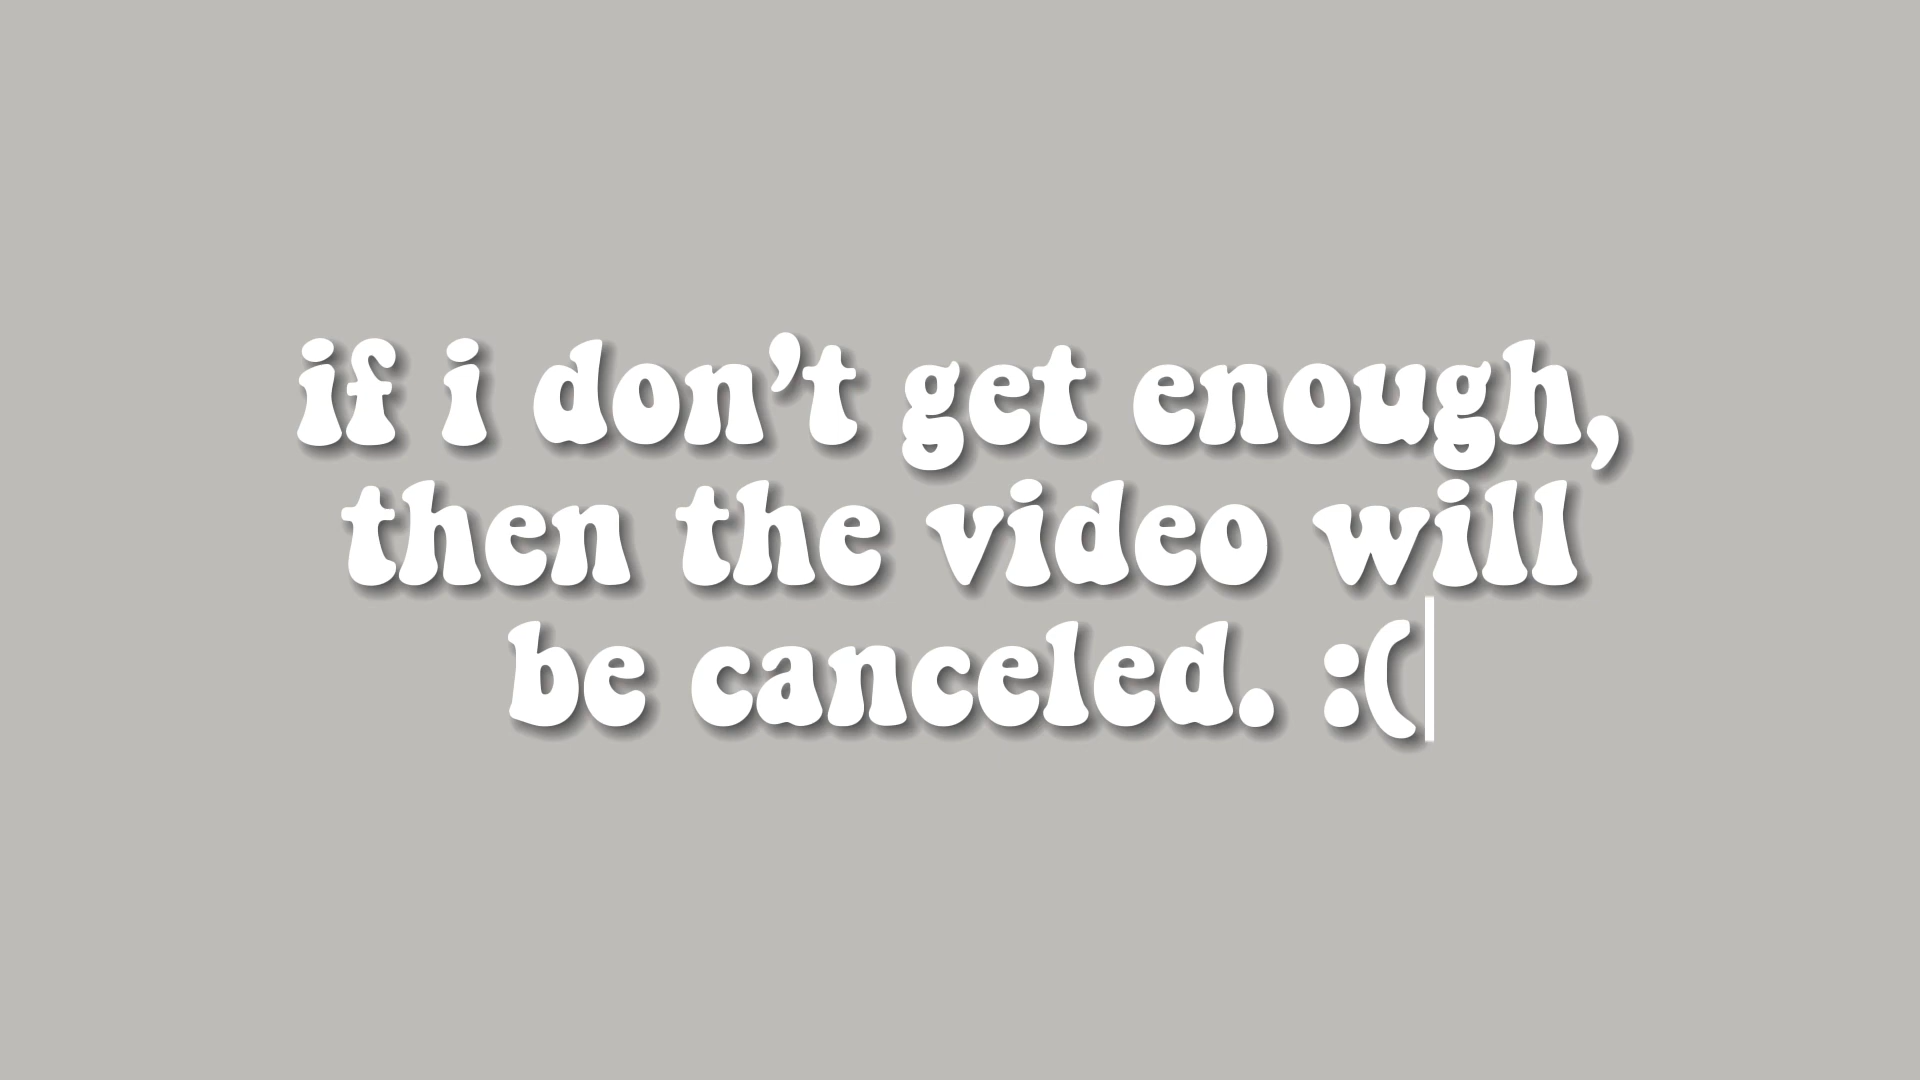 if i don’t get enough,
then the video will
be canceled. :(